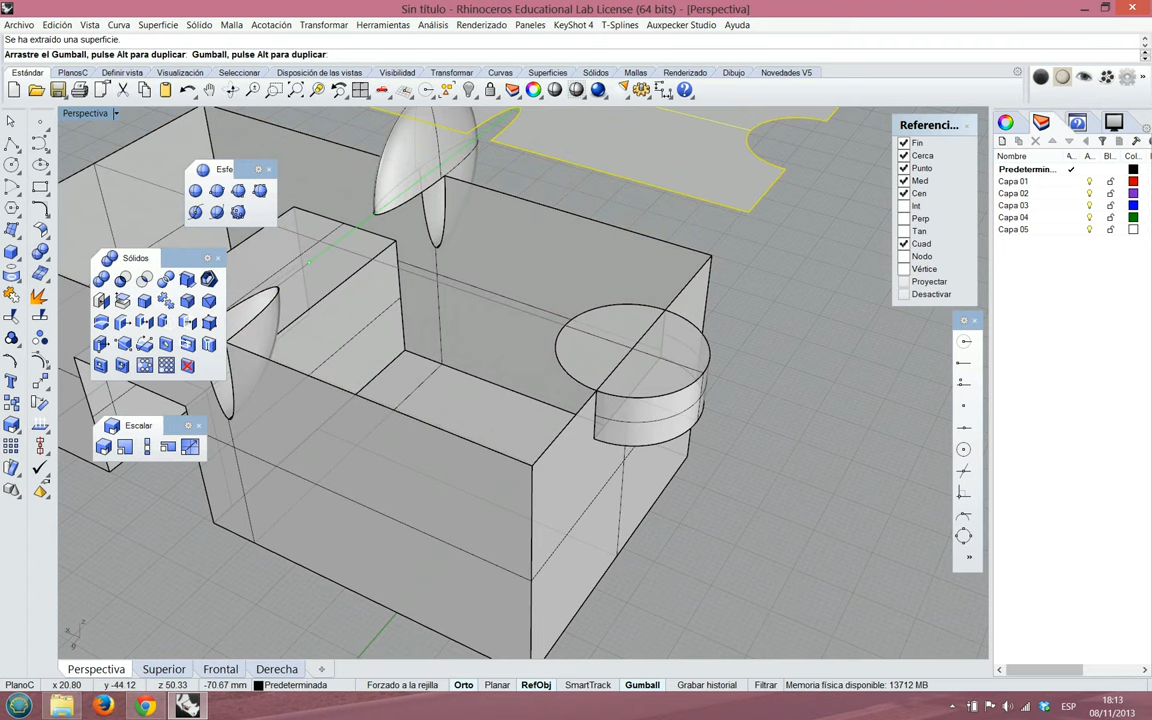 Sin título - Rhinoceros Educational Lab License (64 bits) - [Perspectiva]
Archivo Edición Vista Curva Superficie Sólido Malla Acotación Transformar Herramientas Análisis Renderizado Paneles KeyShot 4 T-Splines Auxpecker Studio Ayuda
Se ha extraído una superficie.
Arrastre el Gumball, pulse Alt para duplicar: Gumball, pulse Alt para duplicar:
Estándar PlanosC Definir vista Visualización Seleccionar Disposición de las vistas Visibilidad Transformar Curvas Superficies Sólidos Mallas Renderizado Dibujo Novedades V5
Perspectiva
Referenci...
Fin
Cerca
Punto
Med
Cen
Int
Perp
Tan
Cuad
Nodo
Vértice
Proyectar
Desactivar
Nombre A... A... Bl... Col...
Predetermin...
Capa 01
Capa 02
Capa 03
Capa 04
Capa 05
Esfe
Sólidos
Escalar
z
x
Perspectiva Superior Frontal Derecha
PlanoC x 20.80 y -44.12 z 50.33 -70.67 mm Predeterminada Forzado a la rejilla Orto Planar RefObj SmartTrack Gumball Grabar historial Filtrar Memoria física disponible: 13712 MB
ESP
18:13
08/11/2013